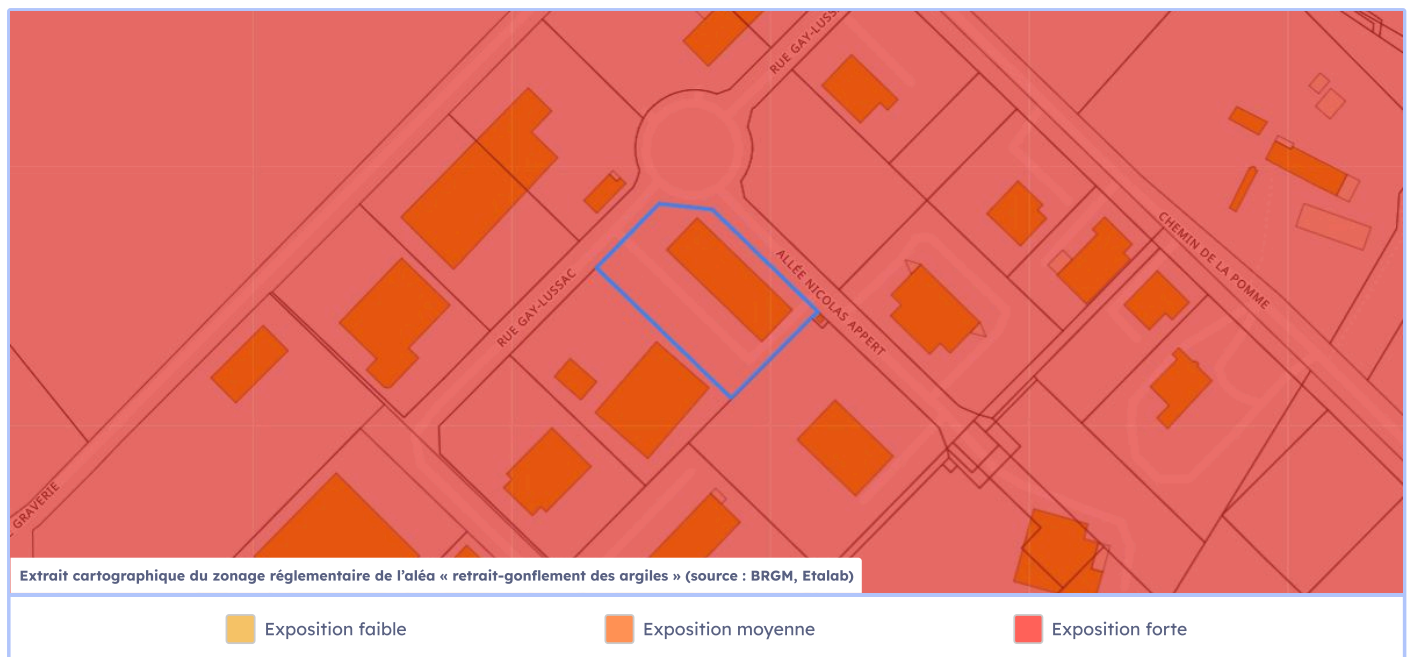 RUE GAY-LUSS
RUE GAY-LUSSAC
ALLÉE NICOLAS APPERT
CHEMIN DE LA POMME
GRAVERIE
Extrait cartographique du zonage réglementaire de l’aléa « retrait-gonflement des argiles » (source : BRGM, Etalab)
Exposition faible
Exposition moyenne
Exposition forte